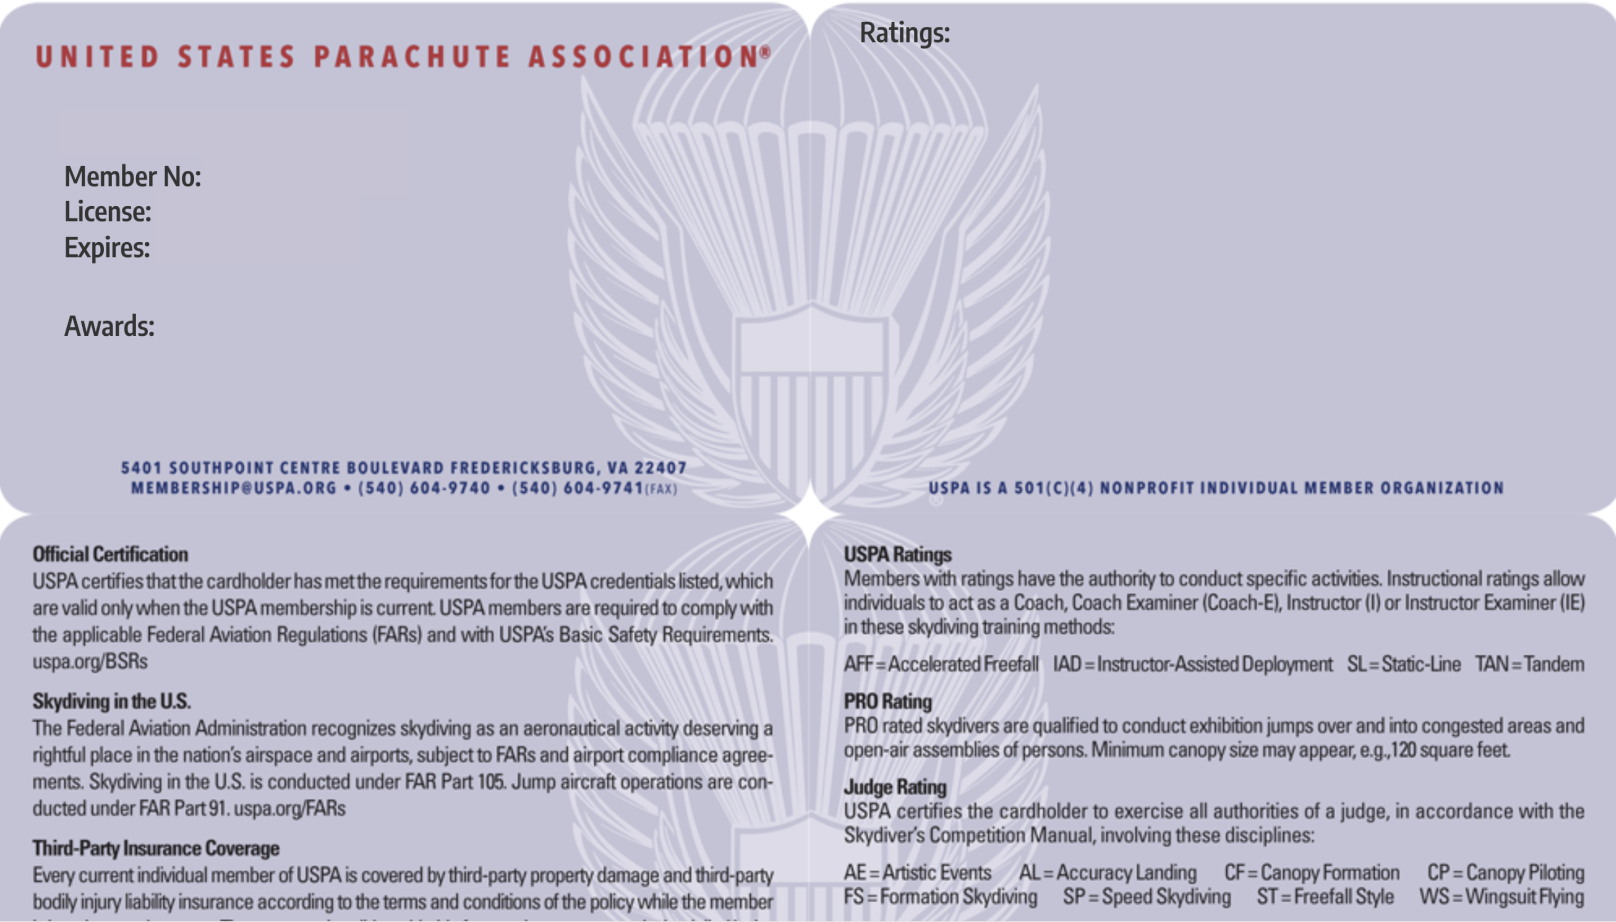 UNITED STATES PARACHUTE ASSOCIATION®
Member No:
License:
Expires:
Awards:
5401 SOUTHPOINT CENTRE BOULEVARD FREDERICKSBURG, VA 22407
MEMBERSHIP@USPA.ORG • (540) 604-9740 • (540) 604-9741(FAX)
Ratings:
USPA IS A 501(C)(4) NONPROFIT INDIVIDUAL MEMBER ORGANIZATION
®
Official Certification
USPA certifies that the cardholder has met the requirements for the USPA credentials listed, which
are valid only when the USPA membership is current. USPA members are required to comply with
the applicable Federal Aviation Regulations (FARs) and with USPA's Basic Safety Requirements.
uspa.org/BSRs
Skydiving in the U.S.
The Federal Aviation Administration recognizes skydiving as an aeronautical activity deserving a
rightful place in the nation's airspace and airports, subject to FARs and airport compliance agree-
ments. Skydiving in the U.S. is conducted under FAR Part 105. Jump aircraft operations are con-
ducted under FAR Part 91. uspa.org/FARs
Third-Party Insurance Coverage
Every current individual member of USPA is covered by third-party property damage and third-party
bodily injury liability insurance according to the terms and conditions of the policy while the member
USPA Ratings
Members with ratings have the authority to conduct specific activities. Instructional ratings allow
individuals to act as a Coach, Coach Examiner (Coach-E), Instructor (I) or Instructor Examiner (IE)
in these skydiving training methods:
AFF = Accelerated Freefall IAD = Instructor-Assisted Deployment SL = Static-Line TAN = Tandem
PRO Rating
PRO rated skydivers are qualified to conduct exhibition jumps over and into congested areas and
open-air assemblies of persons. Minimum canopy size may appear, e.g.,120 square feet.
Judge Rating
USPA certifies the cardholder to exercise all authorities of a judge, in accordance with the
Skydiver's Competition Manual, involving these disciplines:
AE = Artistic Events AL = Accuracy Landing CF = Canopy Formation CP = Canopy Piloting
FS = Formation Skydiving SP = Speed Skydiving ST = Freefall Style WS = Wingsuit Flying